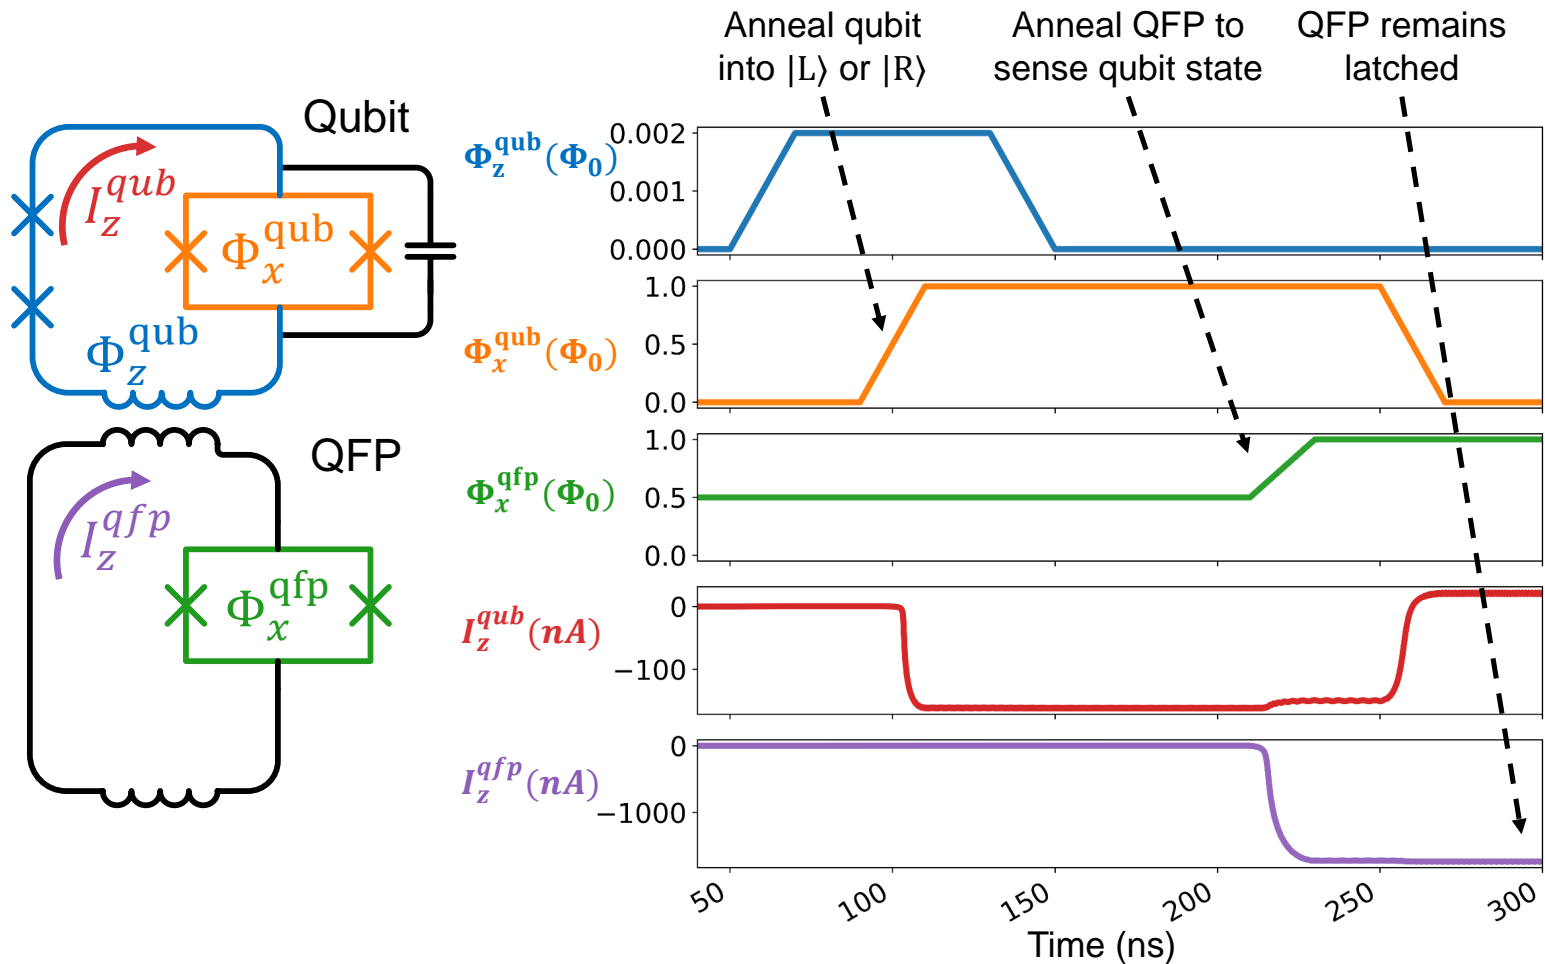 Anneal qubit
into |L⟩ or |R⟩
Anneal QFP to
sense qubit state
QFP remains
latched
Qubit
I_z^qub
Φ_x^qub
Φ_z^qub
QFP
I_z^qfp
Φ_x^qfp
Φ_z^qub(Φ_0)
0.002
0.001
0.000
Φ_x^qub(Φ_0)
1.0
0.5
0.0
Φ_x^qfp(Φ_0)
1.0
0.5
0.0
I_z^qub(nA)
0
−100
I_z^qfp(nA)
0
−1000
50 100 150 200 250 300
Time (ns)